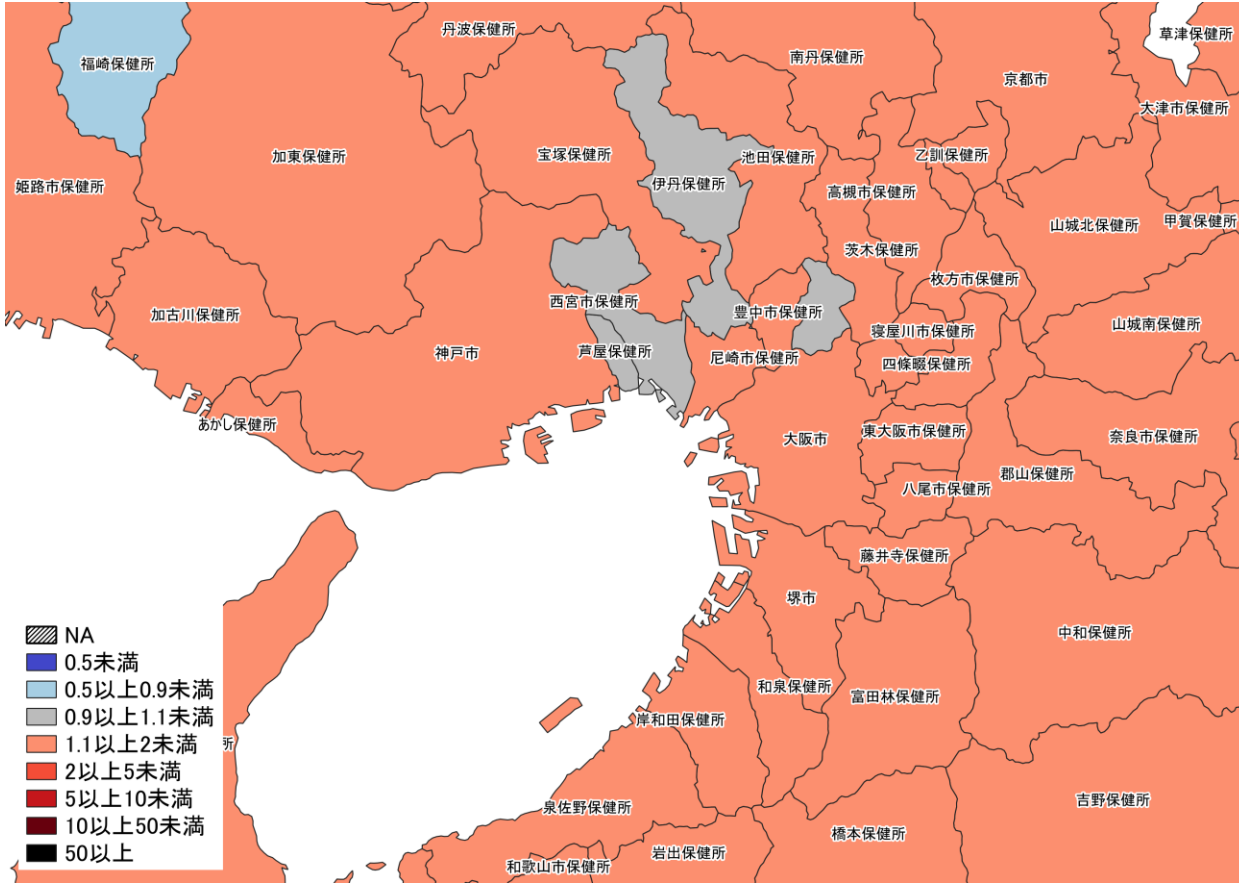 丹波保健所
草津保健所
福崎保健所
南丹保健所
京都市
大津市保健所
加東保健所
宝塚保健所
池田保健所
乙訓保健所
姫路市保健所
伊丹保健所
高槻市保健所
山城北保健所
甲賀保健所
茨木保健所
枚方市保健所
西宮市保健所
加古川保健所
豊中市保健所
寝屋川市保健所
山城南保健所
神戸市
芦屋保健所
尼崎市保健所
四條畷保健所
あかし保健所
大阪市
東大阪市保健所
奈良市保健所
郡山保健所
八尾市保健所
藤井寺保健所
堺市
中和保健所
和泉保健所
富田林保健所
岸和田保健所
所
泉佐野保健所
吉野保健所
橋本保健所
岩出保健所
和歌山市保健所
NA
0.5未満
0.5以上0.9未満
0.9以上1.1未満
1.1以上2未満
2以上5未満
5以上10未満
10以上50未満
50以上